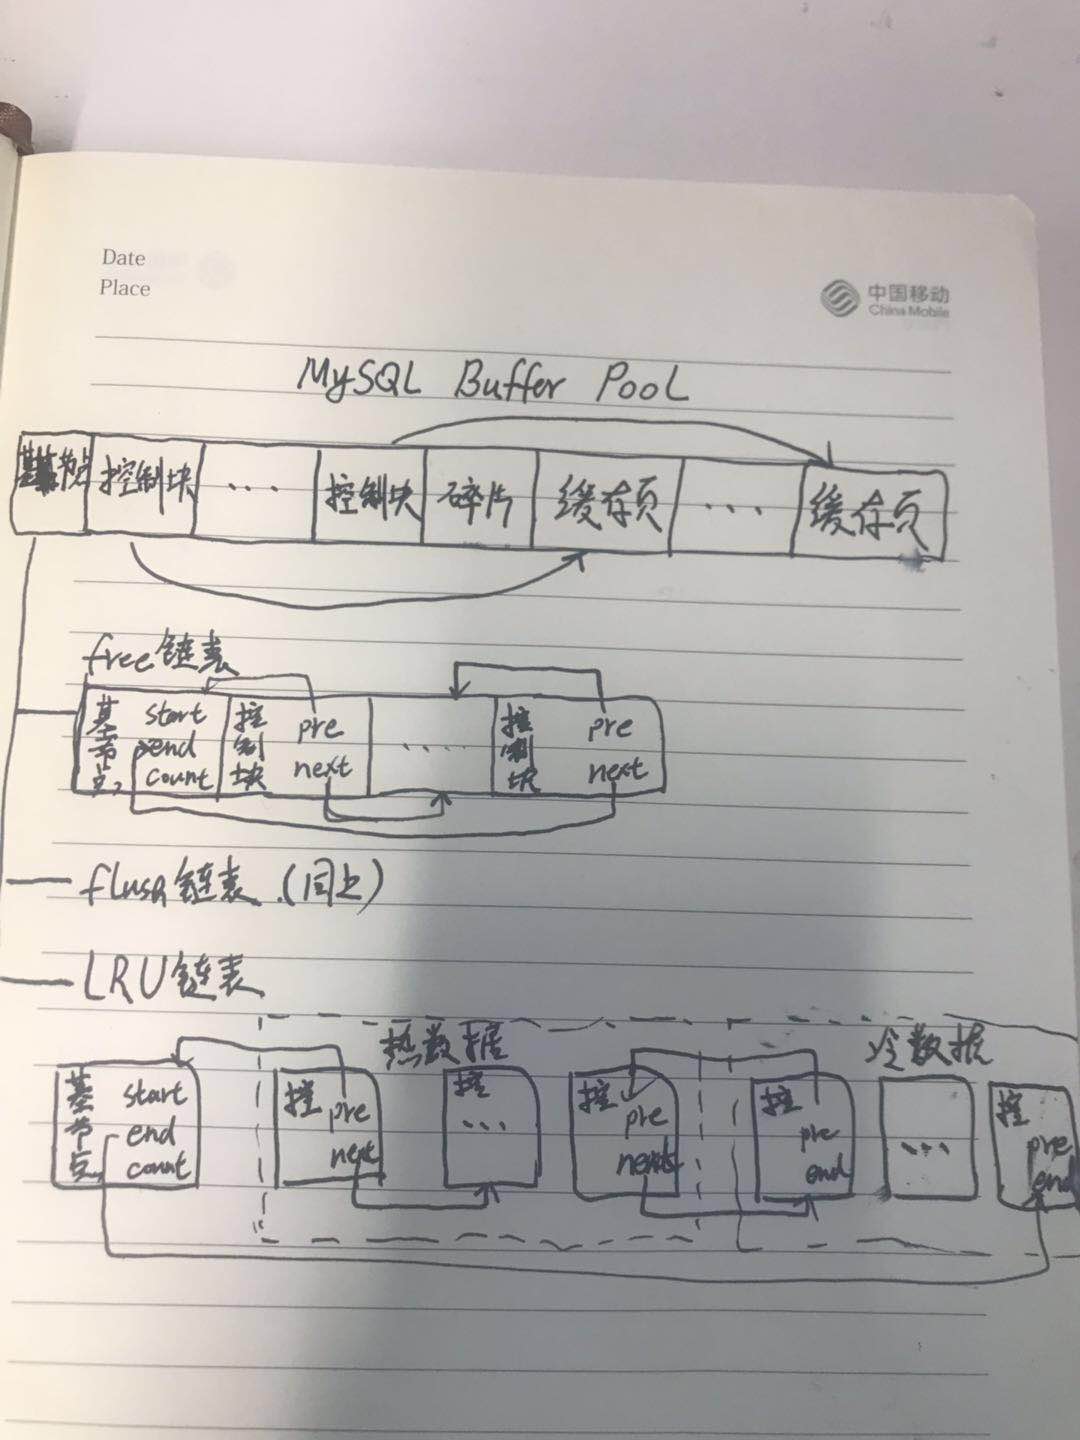 Date
Place
中国移动
China Mobile
MySQL Buffer Pool
基节点 控制块 ... 控制块 碎片 缓存页 ... 缓存页
free链表
基节点 start end count 控制块 pre next ..... 控制块 pre next
flush链表 (同上)
LRU链表
热数据 冷数据
基节点 start end count 控 pre next 控 ... 控 pre next 控 pre end ... 控 pre end